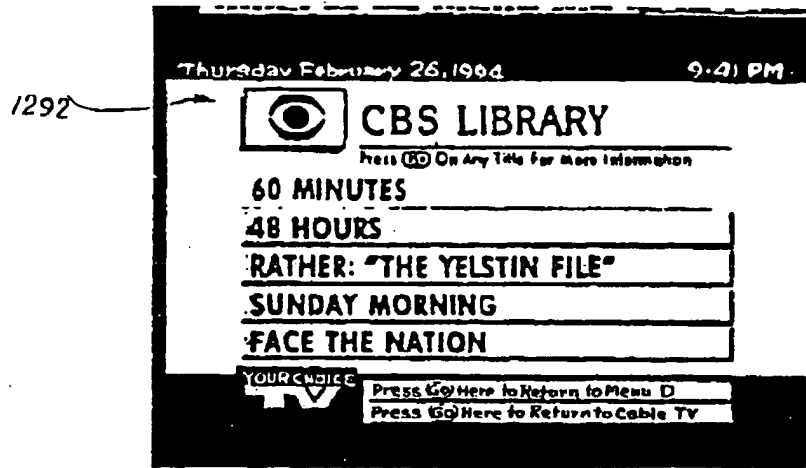 Thursday February 26, 1994 9:41 PM
1292
CBS LIBRARY
Press GO On Any Title For More Information
60 MINUTES
48 HOURS
RATHER: "THE YELSTIN FILE"
SUNDAY MORNING
FACE THE NATION
YOUR CHOICE
TV
Press Go Here to Return to Menu D
Press Go Here to Return to Cable TV